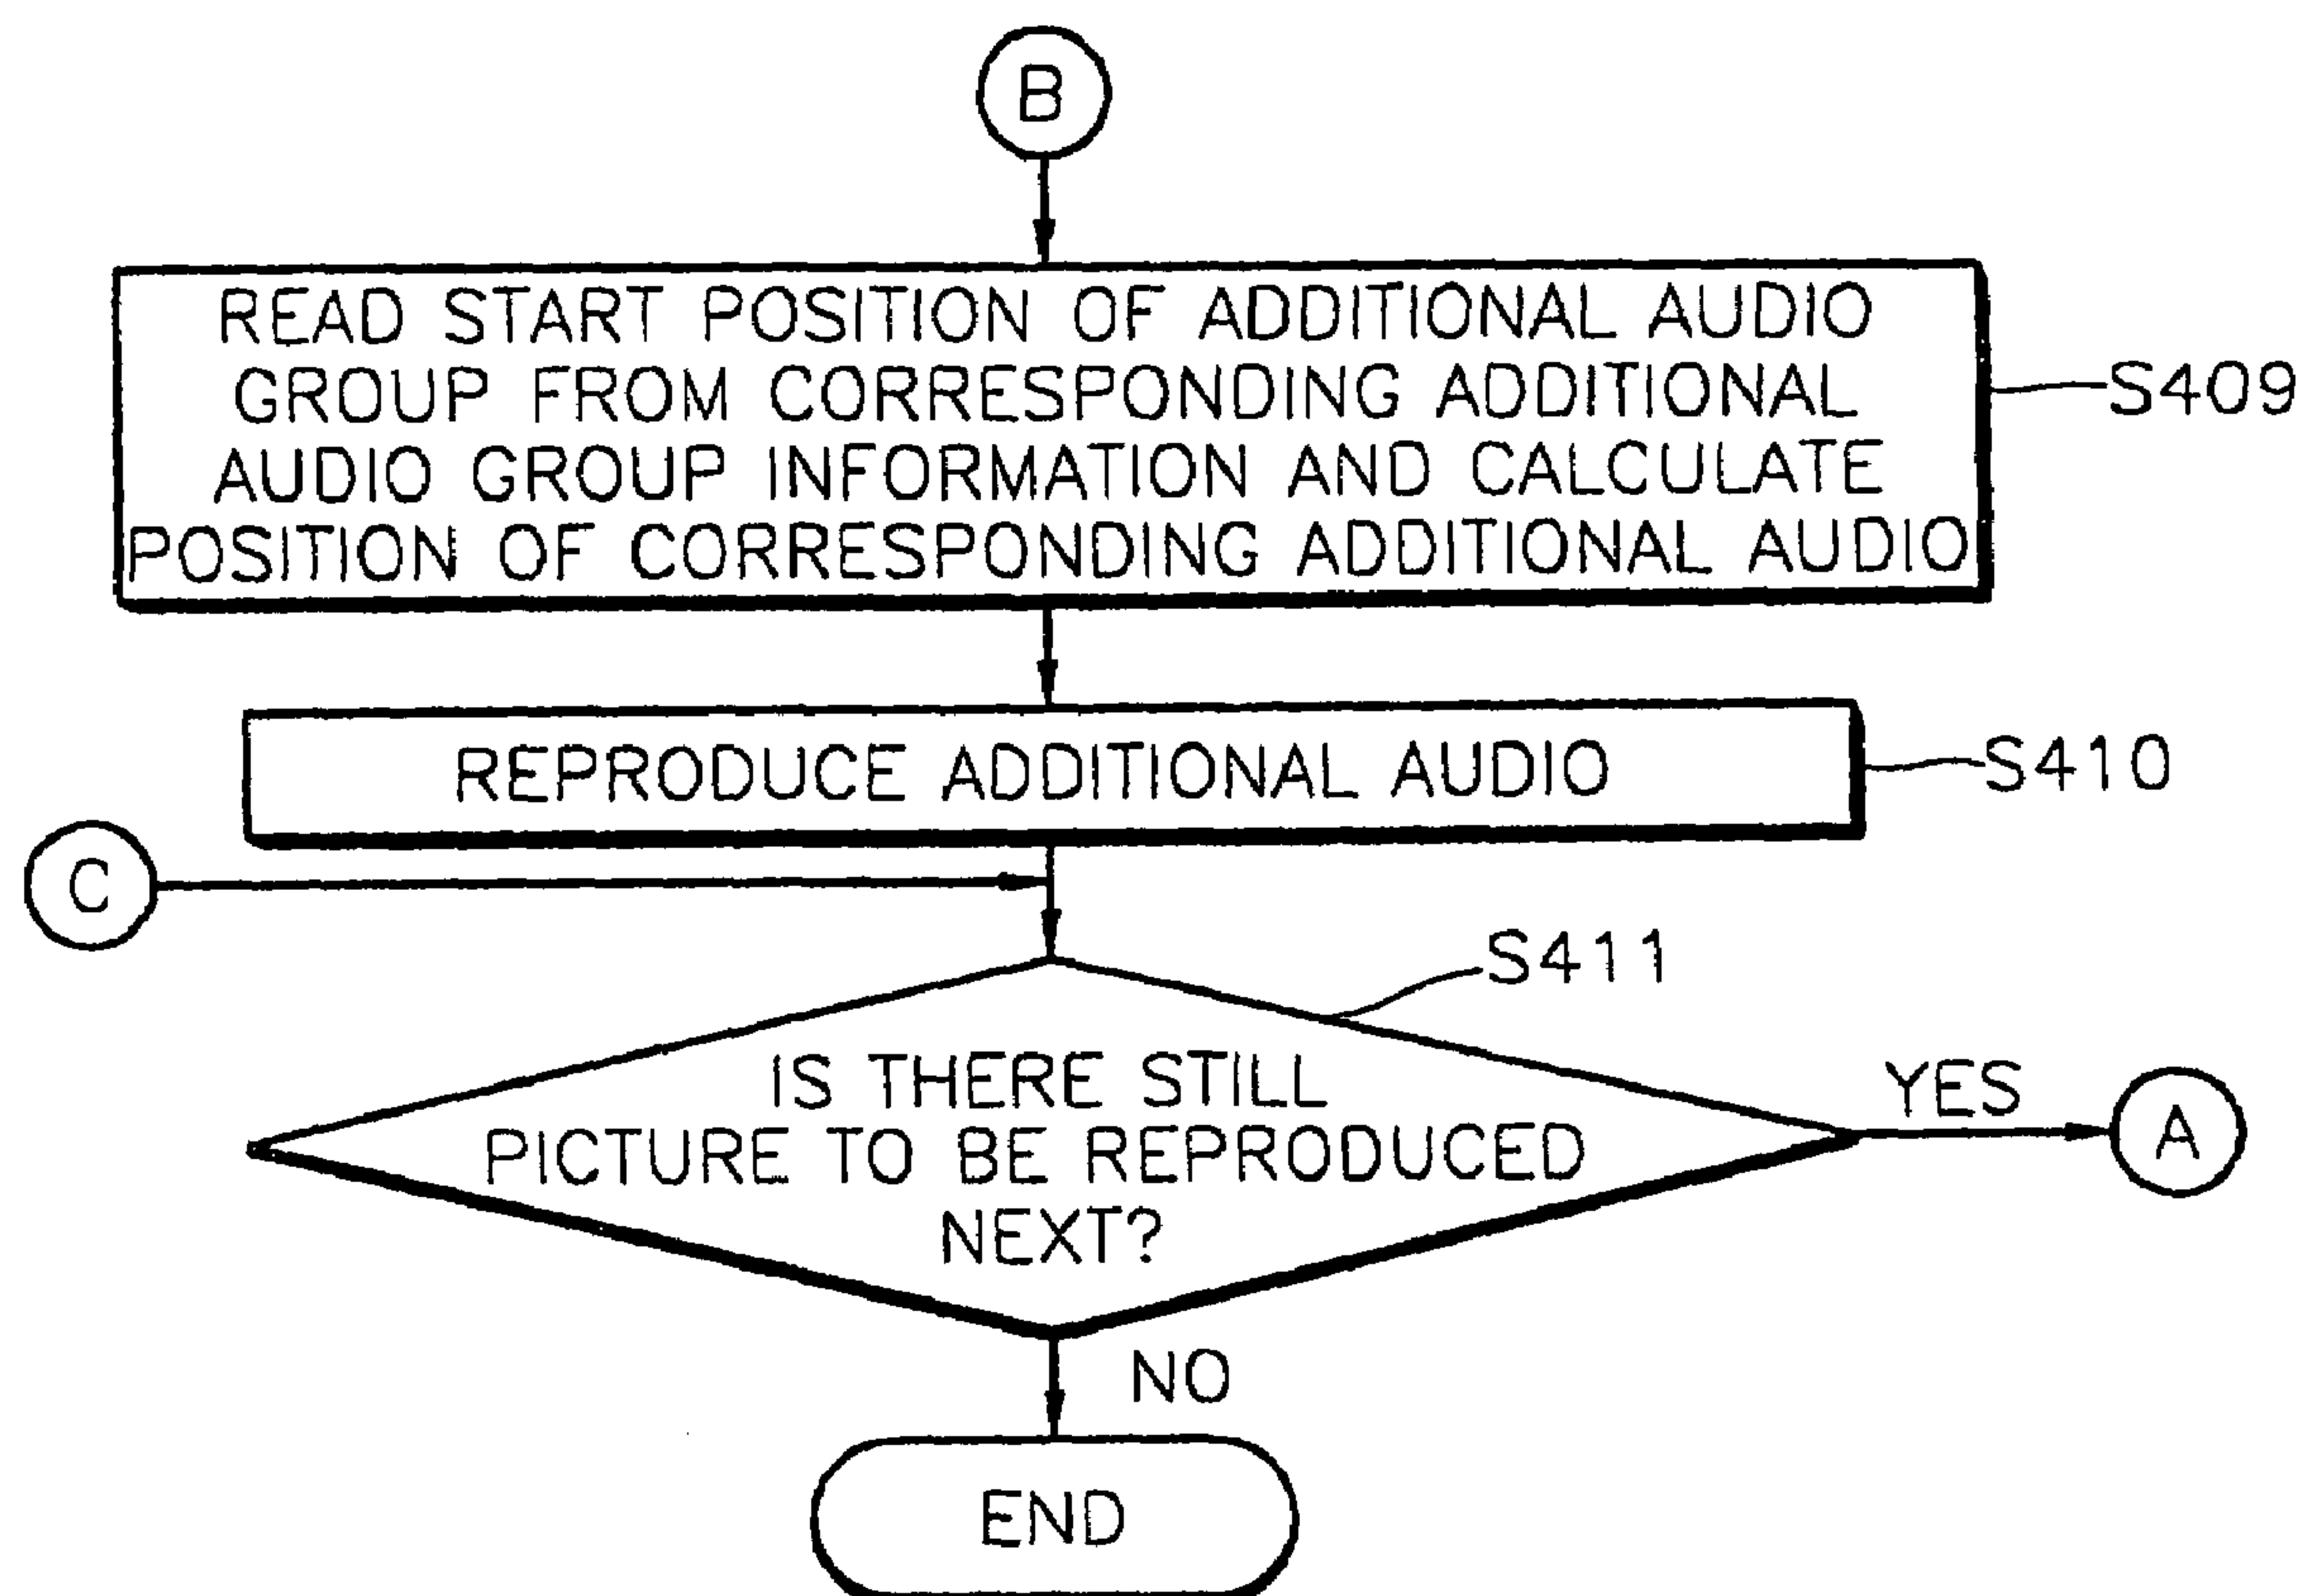 B
READ START POSITION OF ADDITIONAL AUDIO
GROUP FROM CORRESPONDING ADDITIONAL
AUDIO GROUP INFORMATION AND CALCULATE
POSITION OF CORRESPONDING ADDITIONAL AUDIO
S409
REPRODUCE ADDITIONAL AUDIO
S410
C
S411
IS THERE STILL
PICTURE TO BE REPRODUCED
NEXT?
YES
A
NO
END